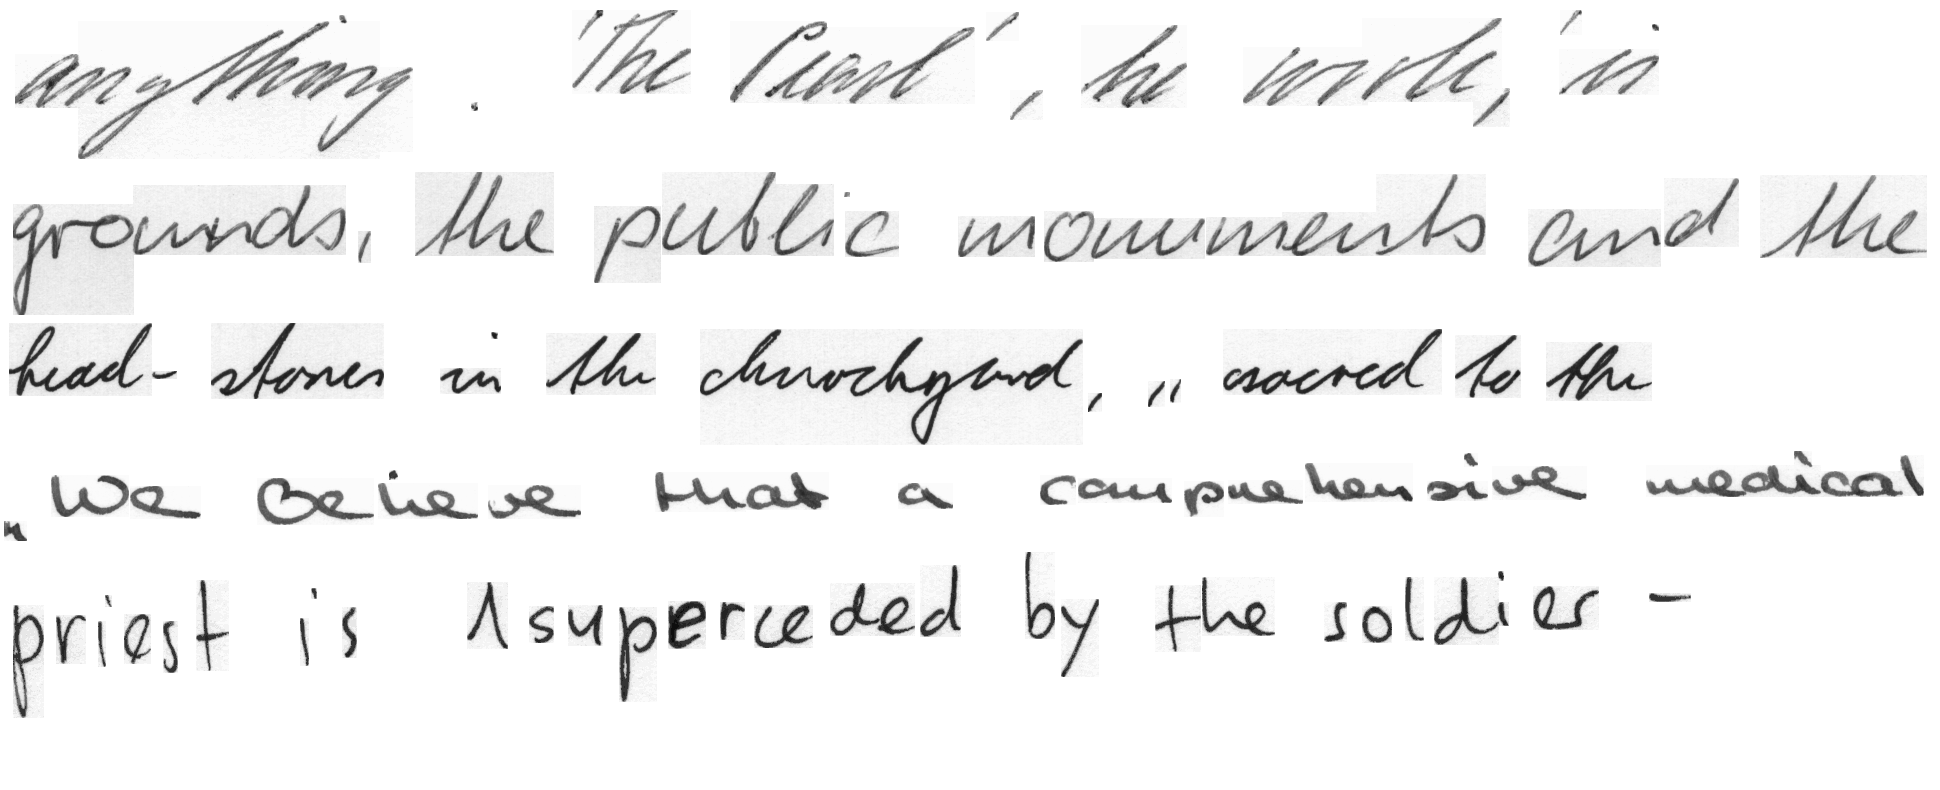 anything. 'The Pearl', he wrote, 'is
grounds, the public monuments and the
head-stones in the churchyard, "sacred to the
"We believe that a comprehensive medical
priest is superceded by the soldier -